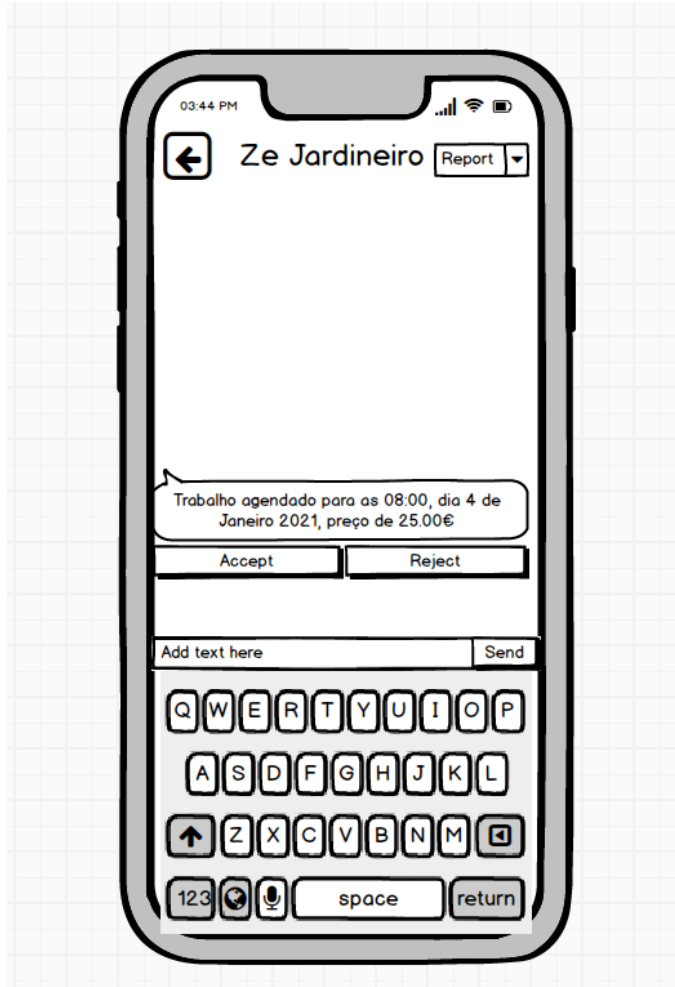 03:44 PM
Ze Jardineiro
Report
Trabalho agendado para as 08:00, dia 4 de
Janeiro 2021, preço de 25.00€
Accept Reject
Add text here Send
Q W E R T Y U I O P
A S D F G H J K L
Z X C V B N M
123 space return